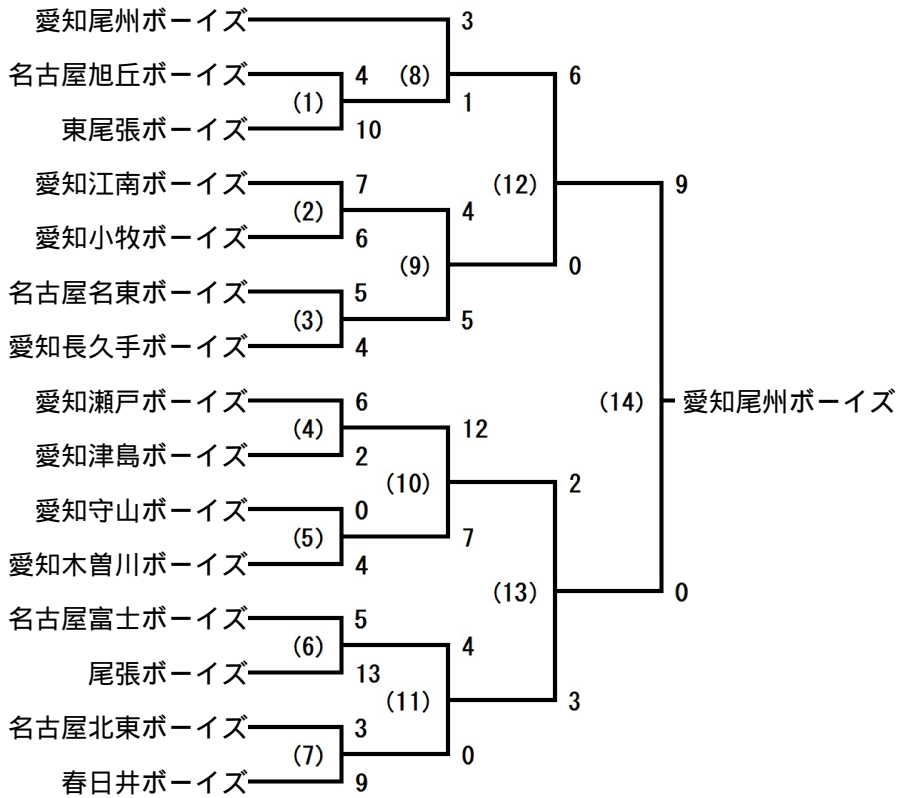 愛知尾州ボーイズ
3
名古屋旭丘ボーイズ
4
(8)
6
(1)
1
東尾張ボーイズ
10
愛知江南ボーイズ
7
(12)
9
(2)
4
愛知小牧ボーイズ
6
(9)
0
名古屋名東ボーイズ
5
(3)
5
愛知長久手ボーイズ
4
愛知瀬戸ボーイズ
6
(14)
愛知尾州ボーイズ
(4)
12
愛知津島ボーイズ
2
(10)
2
愛知守山ボーイズ
0
(5)
7
愛知木曽川ボーイズ
4
(13)
0
名古屋富士ボーイズ
5
(6)
4
尾張ボーイズ
13
(11)
3
名古屋北東ボーイズ
3
(7)
0
春日井ボーイズ
9